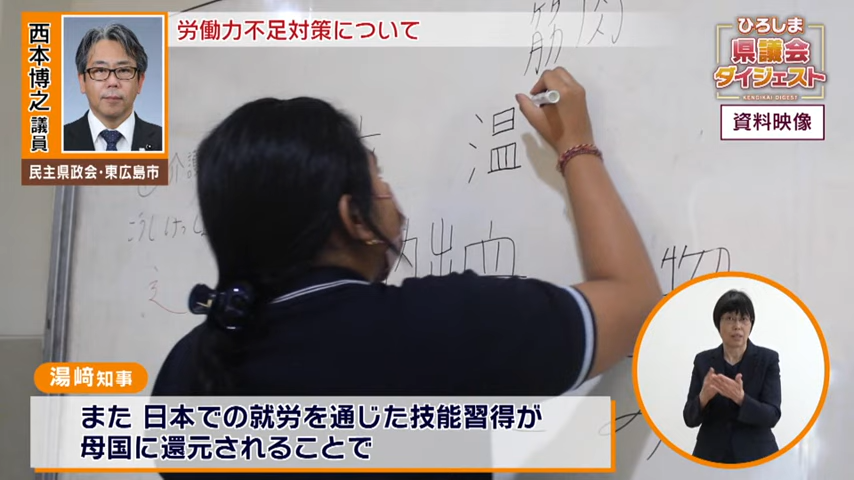 西本博之議員
民主県政会・東広島市
労働力不足対策について
ひろしま
県議会
ダイジェスト
KENGIKAI DIGEST
資料映像
筋肉
温
出血
物
湯﨑知事
また 日本での就労を通じた技能習得が
母国に還元されることで